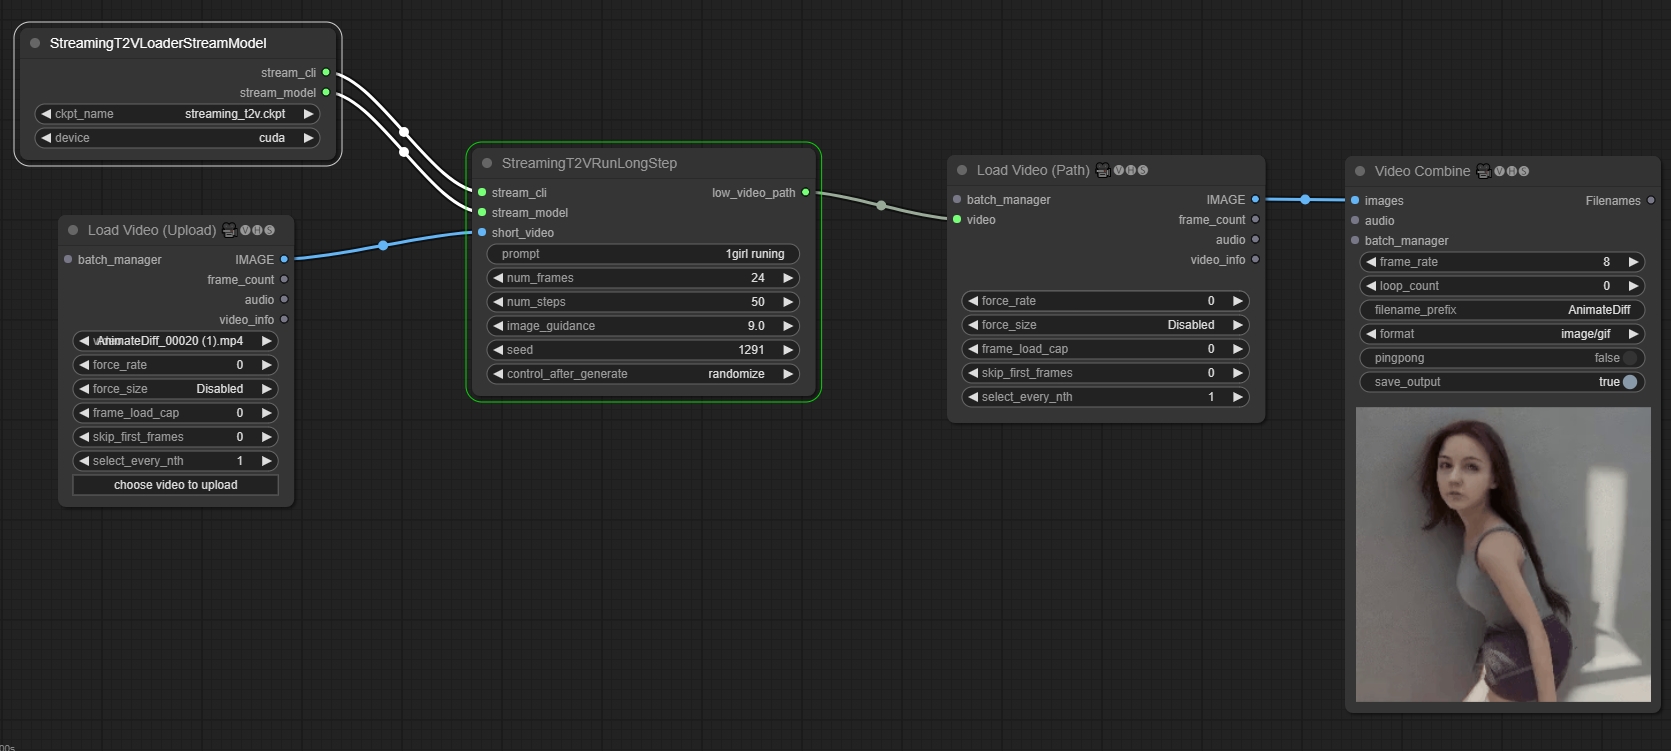 StreamingT2VLoaderStreamModel
stream_cli
stream_model
ckpt_name streaming_t2v.ckpt
device cuda
Load Video (Upload) VHS
batch_manager IMAGE
frame_count
audio
video_info
AnimateDiff_00020 (1).mp4
force_rate 0
force_size Disabled
frame_load_cap 0
skip_first_frames 0
select_every_nth 1
choose video to upload
StreamingT2VRunLongStep
stream_cli low_video_path
stream_model
short_video
prompt 1girl runing
num_frames 24
num_steps 50
image_guidance 9.0
seed 1291
control_after_generate randomize
Load Video (Path) VHS
batch_manager IMAGE
video frame_count
audio
video_info
force_rate 0
force_size Disabled
frame_load_cap 0
skip_first_frames 0
select_every_nth 1
Video Combine VHS
images Filenames
audio
batch_manager
frame_rate 8
loop_count 0
filename_prefix AnimateDiff
format image/gif
pingpong false
save_output true
00s